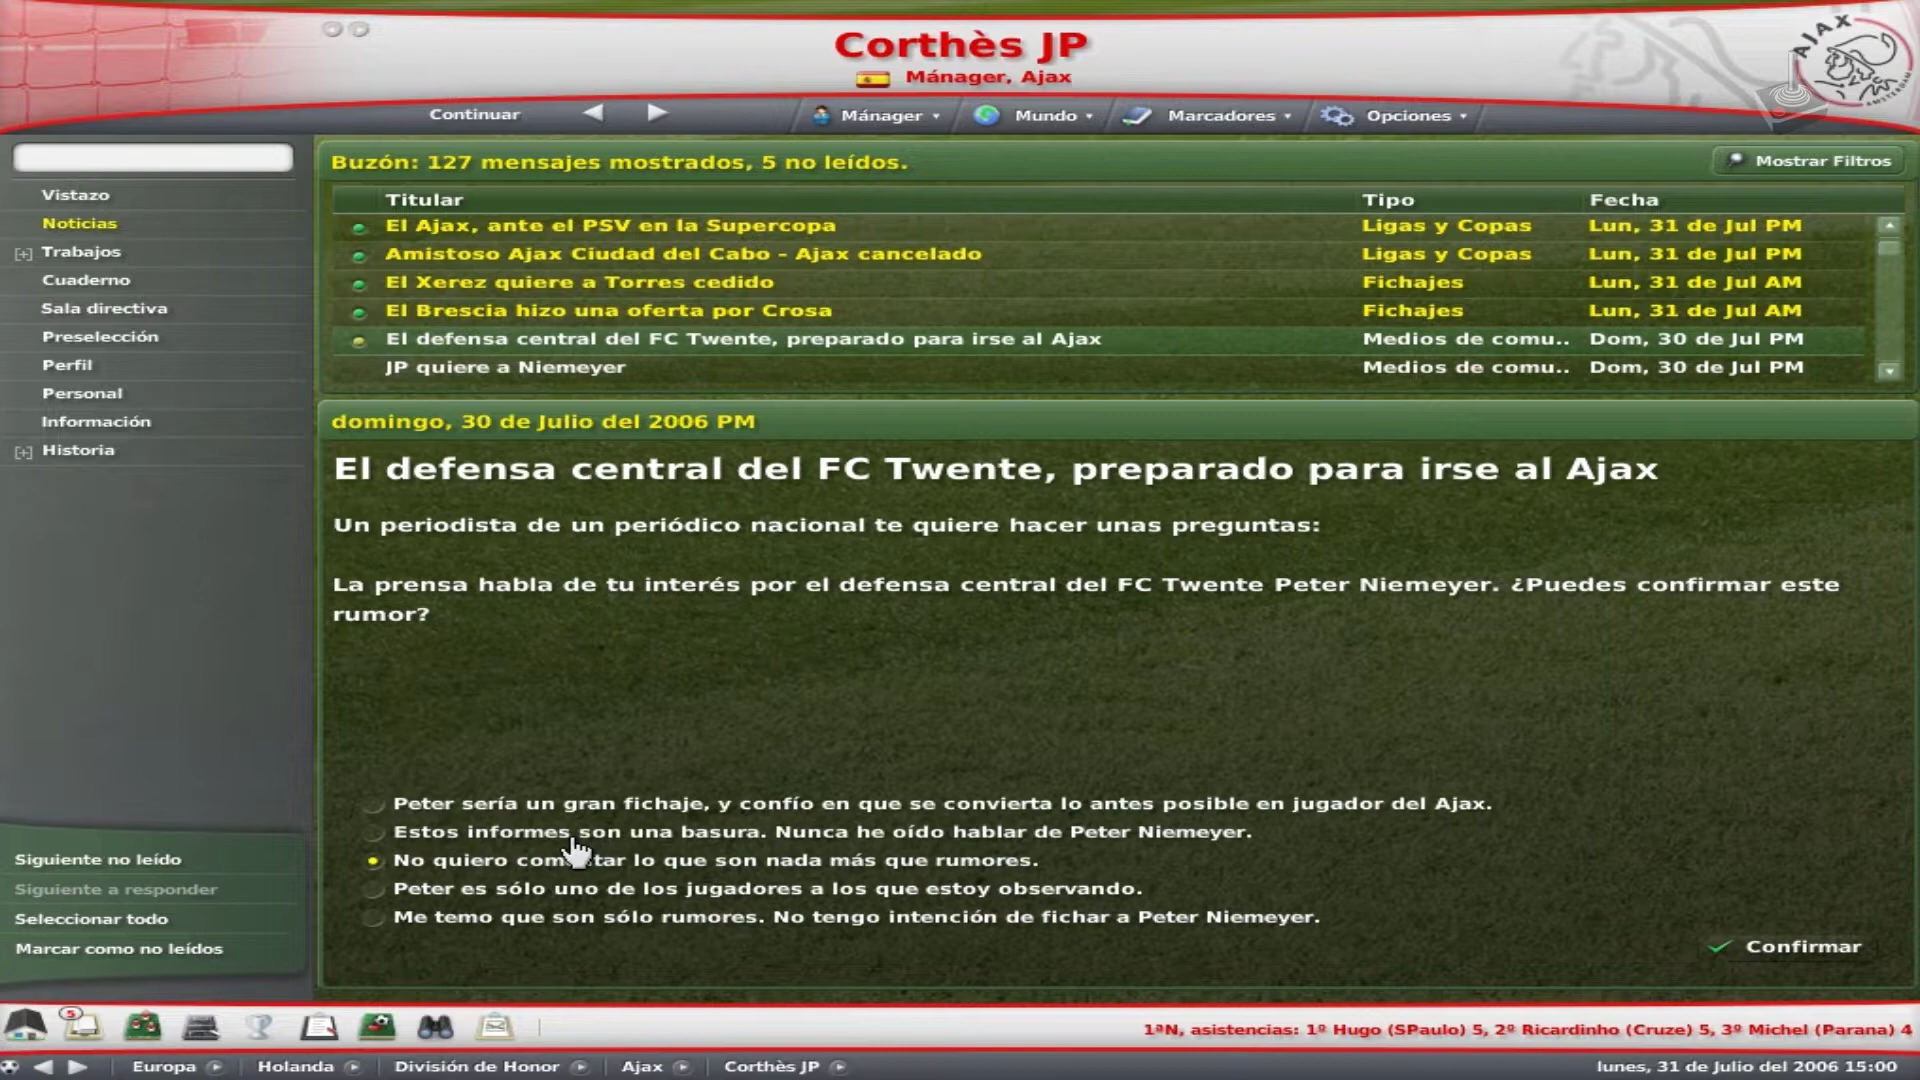 Corthès JP
Mánager, Ajax
AJAX
AMSTERDAM
Continuar
Mánager
Mundo
Marcadores
Opciones
Vistazo
Noticias
[+] Trabajos
Cuaderno
Sala directiva
Preselección
Perfil
Personal
Información
[+] Historia
Buzón: 127 mensajes mostrados, 5 no leídos.
Mostrar Filtros
Titular Tipo Fecha
El Ajax, ante el PSV en la Supercopa Ligas y Copas Lun, 31 de Jul PM
Amistoso Ajax Ciudad del Cabo - Ajax cancelado Ligas y Copas Lun, 31 de Jul PM
El Xerez quiere a Torres cedido Fichajes Lun, 31 de Jul AM
El Brescia hizo una oferta por Crosa Fichajes Lun, 31 de Jul AM
El defensa central del FC Twente, preparado para irse al Ajax Medios de comu.. Dom, 30 de Jul PM
JP quiere a Niemeyer Medios de comu.. Dom, 30 de Jul PM
domingo, 30 de Julio del 2006 PM
El defensa central del FC Twente, preparado para irse al Ajax
Un periodista de un periódico nacional te quiere hacer unas preguntas:
La prensa habla de tu interés por el defensa central del FC Twente Peter Niemeyer. ¿Puedes confirmar este
rumor?
Peter sería un gran fichaje, y confío en que se convierta lo antes posible en jugador del Ajax.
Estos informes son una basura. Nunca he oído hablar de Peter Niemeyer.
No quiero comentar lo que son nada más que rumores.
Peter es sólo uno de los jugadores a los que estoy observando.
Me temo que son sólo rumores. No tengo intención de fichar a Peter Niemeyer.
Confirmar
Siguiente no leído
Siguiente a responder
Seleccionar todo
Marcar como no leídos
5
1ªN, asistencias: 1º Hugo (SPaulo) 5, 2º Ricardinho (Cruze) 5, 3º Michel (Parana) 4
Europa
Holanda
División de Honor
Ajax
Corthès JP
lunes, 31 de Julio del 2006 15:00